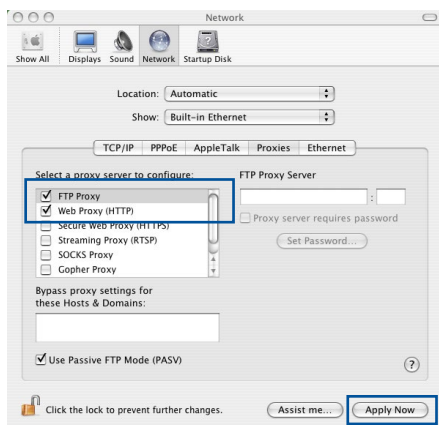 Network
Show All Displays Sound Network Startup Disk
Location: Automatic
Show: Built-in Ethernet
TCP/IP PPPoE AppleTalk Proxies Ethernet
Select a proxy server to configure: FTP Proxy Server
FTP Proxy :
Web Proxy (HTTP) Proxy server requires password
Secure Web Proxy (HTTPS)
Streaming Proxy (RTSP) Set Password...
SOCKS Proxy
Gopher Proxy
Bypass proxy settings for
these Hosts & Domains:
Use Passive FTP Mode (PASV) ?
Click the lock to prevent further changes. Assist me... Apply Now